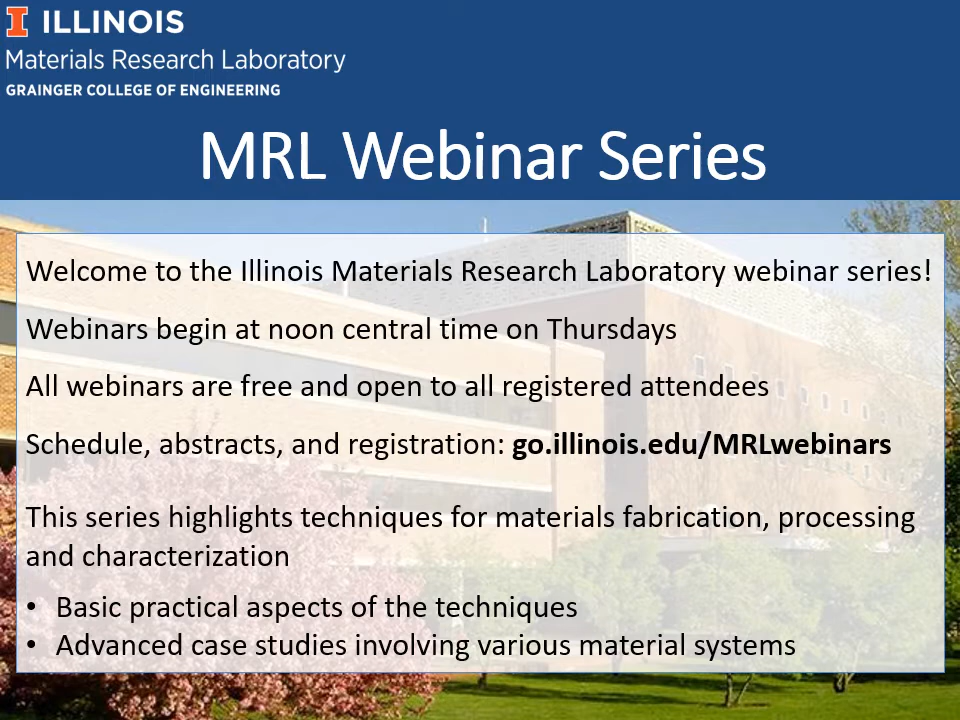 I ILLINOIS
Materials Research Laboratory
GRAINGER COLLEGE OF ENGINEERING
MRL Webinar Series
Welcome to the Illinois Materials Research Laboratory webinar series!
Webinars begin at noon central time on Thursdays
All webinars are free and open to all registered attendees
Schedule, abstracts, and registration: go.illinois.edu/MRLwebinars
This series highlights techniques for materials fabrication, processing
and characterization
• Basic practical aspects of the techniques
• Advanced case studies involving various material systems